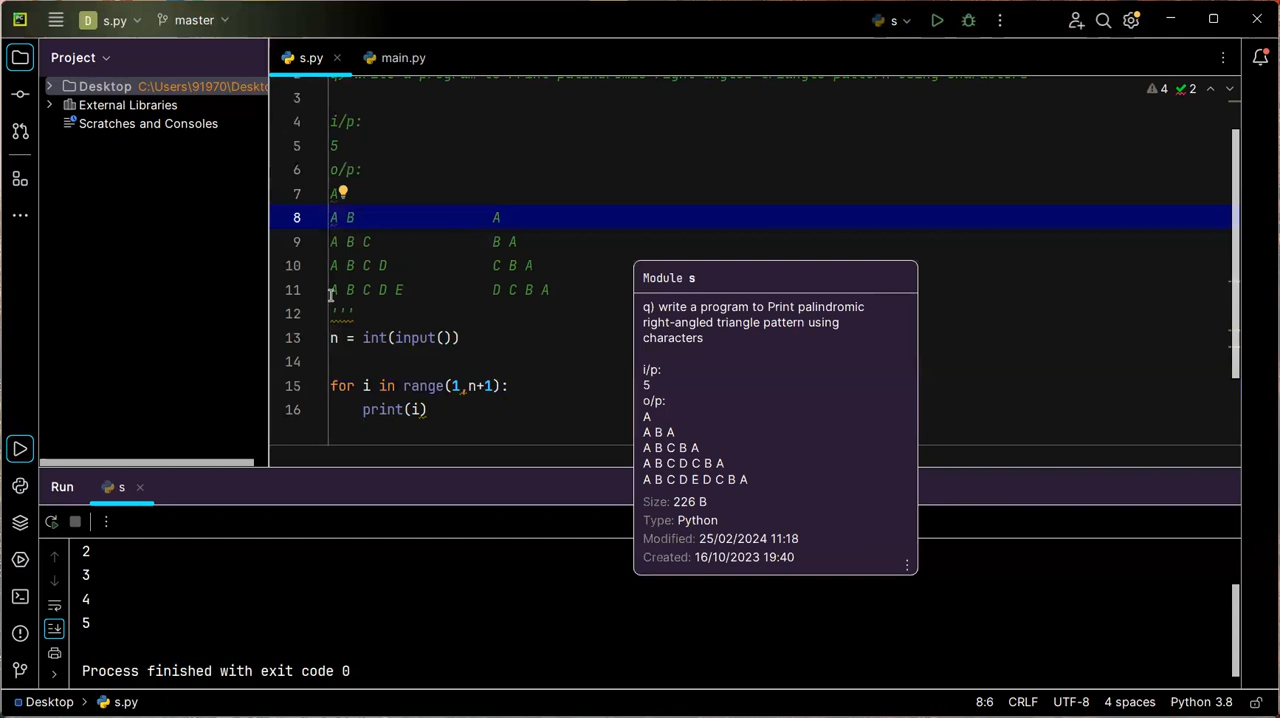 PC
D
s.py
master
s
Project
s.py
main.py
Desktop C:\Users\91970\Deskto
External Libraries
Scratches and Consoles
4 2
3
4 i/p:
5 5
6 o/p:
7 A
8 A B A
9 A B C B A
10 A B C D C B A
11 A B C D E D C B A
12 '''
13 n = int(input())
14
15 for i in range(1,n+1):
16 print(i)
Module s
q) write a program to Print palindromic
right-angled triangle pattern using
characters
i/p:
5
o/p:
A
A B A
A B C B A
A B C D C B A
A B C D E D C B A
Size: 226 B
Type: Python
Modified: 25/02/2024 11:18
Created: 16/10/2023 19:40
Run
s
2
3
4
5
Process finished with exit code 0
Desktop
s.py
8:6
CRLF
UTF-8
4 spaces
Python 3.8